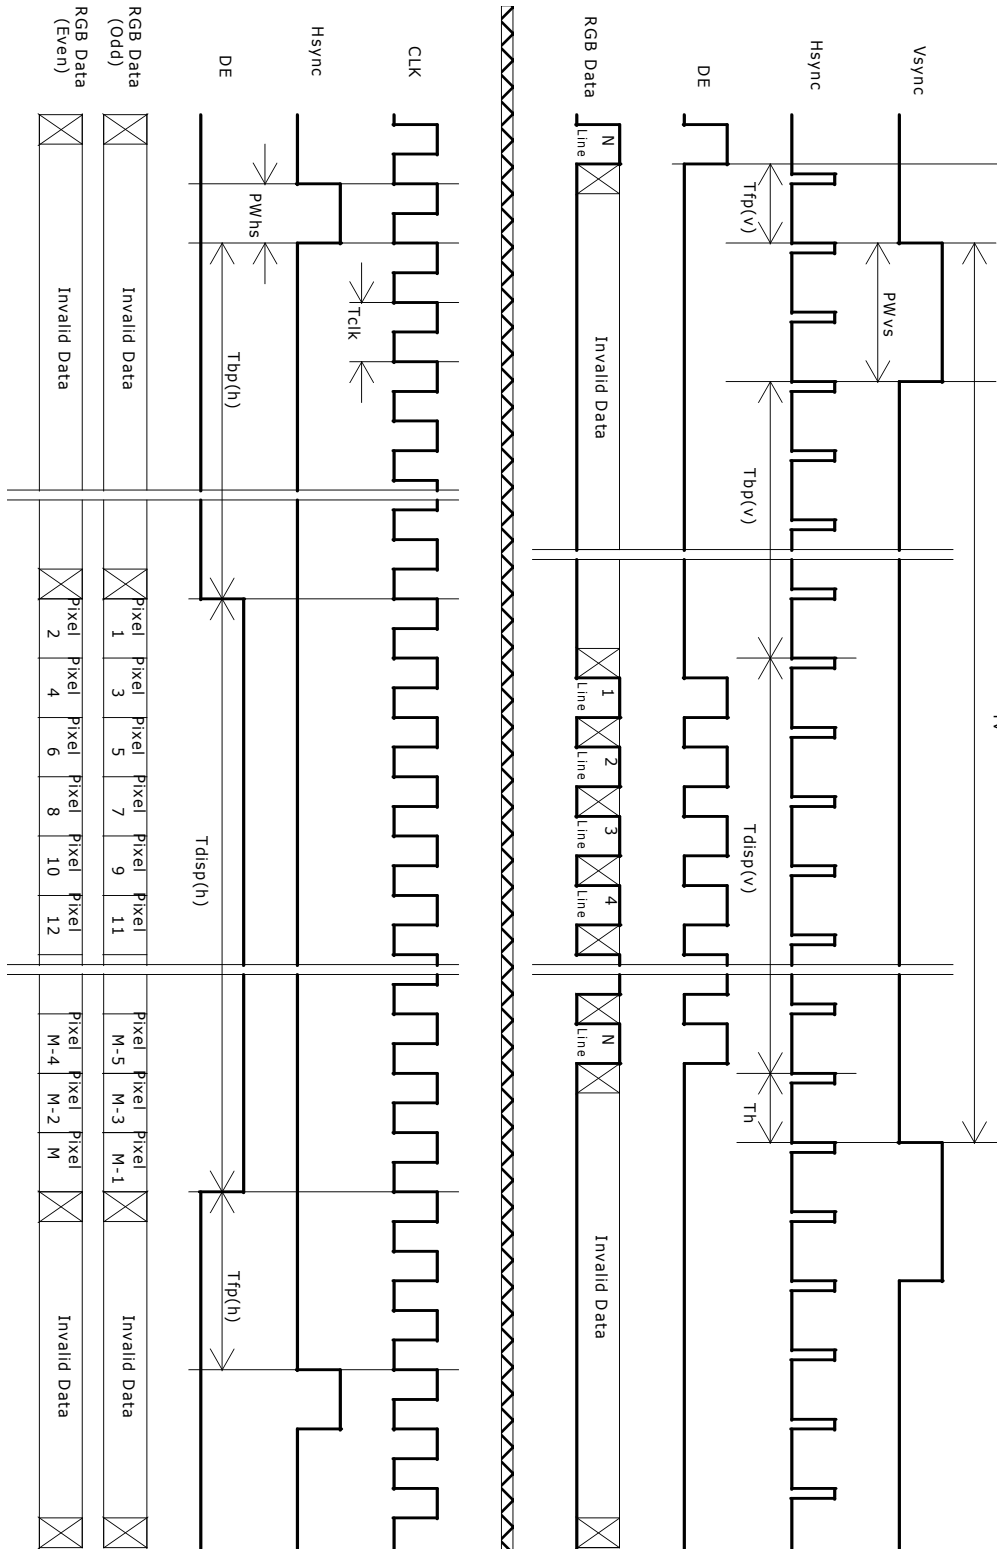 Vsync
PWvs
Hsync
Tfp(v)
Tbp(v)
Tdisp(v)
Th
DE
RGB Data
N
Line
Invalid Data
1
Line
2
Line
3
Line
4
Line
N
Line
Invalid Data
CLK
Tclk
Hsync
PWhs
DE
Tbp(h)
Tdisp(h)
Tfp(h)
RGB Data
(Odd)
Invalid Data
Pixel
1
Pixel
3
Pixel
5
Pixel
7
Pixel
9
Pixel
11
Pixel
M-5
Pixel
M-3
Pixel
M-1
Invalid Data
RGB Data
(Even)
Invalid Data
Pixel
2
Pixel
4
Pixel
6
Pixel
8
Pixel
10
Pixel
12
Pixel
M-4
Pixel
M-2
Pixel
M
Invalid Data